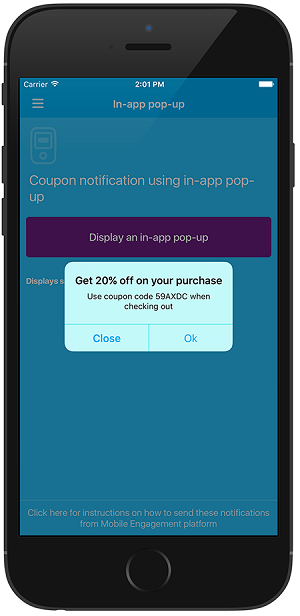 Carrier 2:01 PM
In-app pop-up
Coupon notification using in-app pop-
up
Display an in-app pop-up
Displays s
Get 20% off on your purchase
Use coupon code 59AXDC when
checking out
Close Ok
Click here for instructions on how to send these notifications
from Mobile Engagement platform